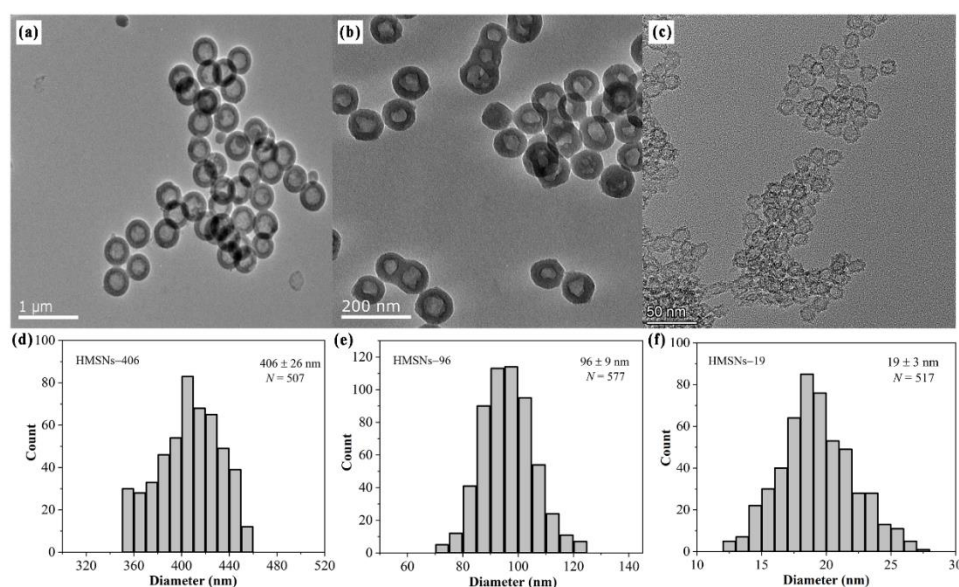 (a)
(b)
(c)
1 μm
200 nm
50 nm
(d)
HMSNs–406
406 ± 26 nm
N = 507
100
80
60
40
20
0
Count
320
360
400
440
480
520
Diameter (nm)
(e)
HMSNs–96
96 ± 9 nm
N = 577
120
100
80
60
40
20
0
Count
60
80
100
120
140
Diameter (nm)
(f)
HMSNs–19
19 ± 3 nm
N = 517
100
80
60
40
20
0
Count
10
15
20
25
30
Diameter (nm)